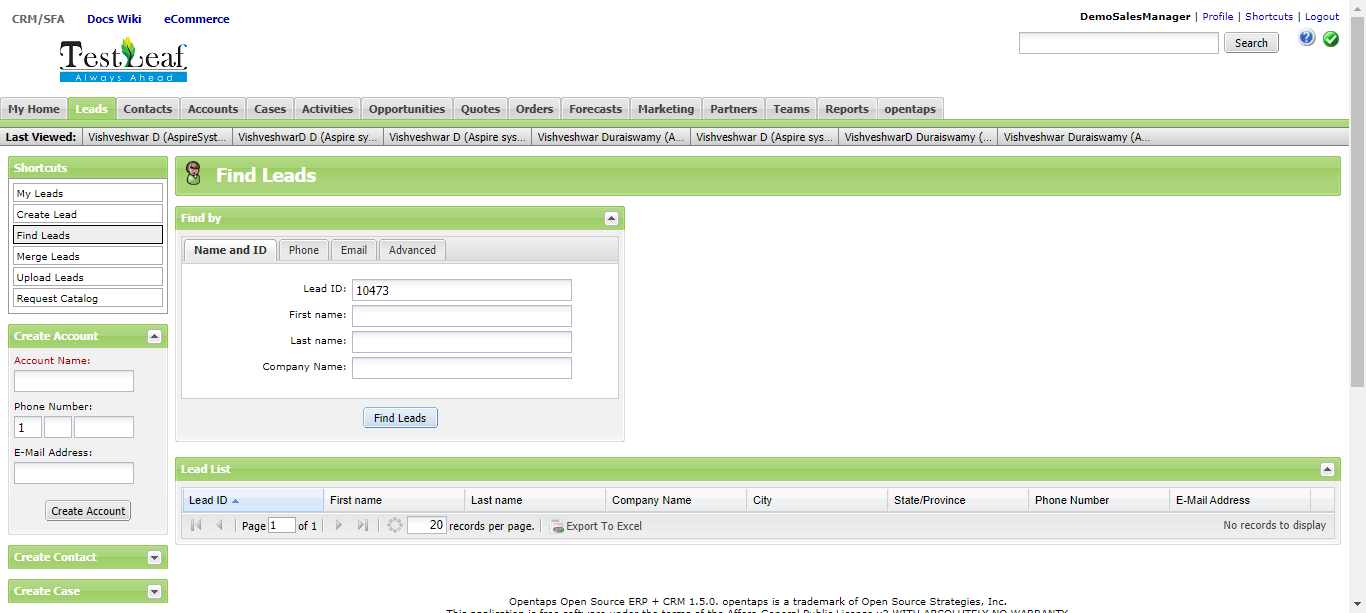 CRM/SFA Docs Wiki eCommerce
DemoSalesManager | Profile | Shortcuts | Logout
Search
TestLeaf
Always Ahead
My Home Leads Contacts Accounts Cases Activities Opportunities Quotes Orders Forecasts Marketing Partners Teams Reports opentaps
Last Viewed: Vishveshwar D (AspireSyst... VishveshwarD D (Aspire sy... Vishveshwar D (Aspire sys... Vishveshwar Duraiswamy (A... Vishveshwar D (Aspire sys... VishveshwarD Duraiswamy (... Vishveshwar Duraiswamy (A...
Shortcuts
My Leads
Create Lead
Find Leads
Merge Leads
Upload Leads
Request Catalog
Create Account
Account Name:
Phone Number:
1
E-Mail Address:
Create Account
Create Contact
Create Case
Find Leads
Find by
Name and ID Phone Email Advanced
Lead ID: 10473
First name:
Last name:
Company Name:
Find Leads
Lead List
Lead ID First name Last name Company Name City State/Province Phone Number E-Mail Address
Page 1 of 1 20 records per page. Export To Excel No records to display
Opentaps Open Source ERP + CRM 1.5.0. opentaps is a trademark of Open Source Strategies, Inc.